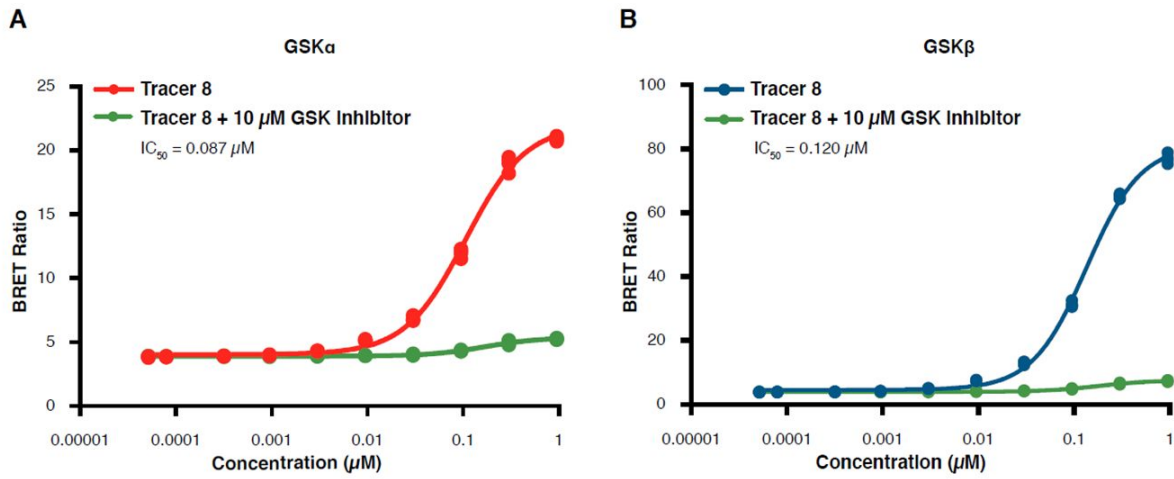 A
GSKα
25
20
15
10
5
0
BRET Ratio
Tracer 8
Tracer 8 + 10 µM GSK Inhibitor
IC50 = 0.087 µM
0.00001 0.0001 0.001 0.01 0.1 1
Concentration (µM)
B
GSKβ
100
80
60
40
20
0
BRET Ratio
Tracer 8
Tracer 8 + 10 µM GSK Inhibitor
IC50 = 0.120 µM
0.00001 0.0001 0.001 0.01 0.1 1
Concentration (µM)